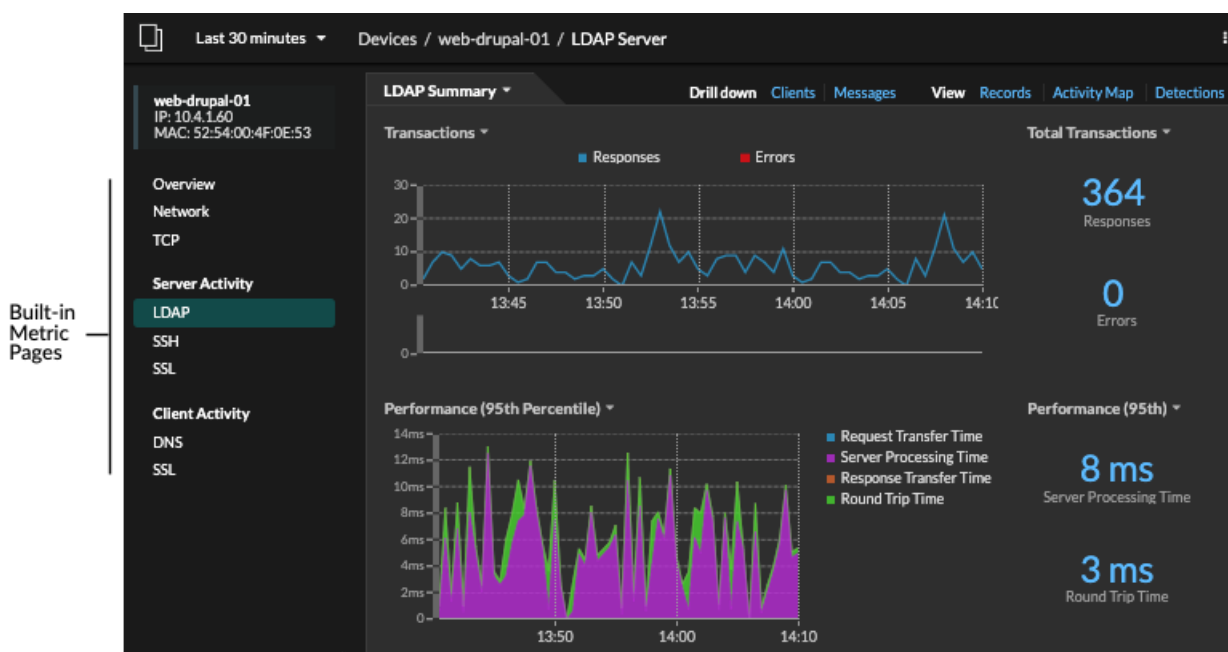 Last 30 minutes
Devices / web-drupal-01 / LDAP Server
web-drupal-01
IP: 10.4.1.60
MAC: 52:54:00:4F:0E:53
Built-in
Metric
Pages
Overview
Network
TCP
Server Activity
LDAP
SSH
SSL
Client Activity
DNS
SSL
LDAP Summary
Drill down Clients Messages View Records Activity Map Detections
Transactions
Responses Errors
30
20
10
0
13:45 13:50 13:55 14:00 14:05 14:10
0
Total Transactions
364
Responses
0
Errors
Performance (95th Percentile)
14ms
12ms
10ms
8ms
6ms
4ms
2ms
0
13:50 14:00 14:10
Request Transfer Time
Server Processing Time
Response Transfer Time
Round Trip Time
Performance (95th)
8 ms
Server Processing Time
3 ms
Round Trip Time